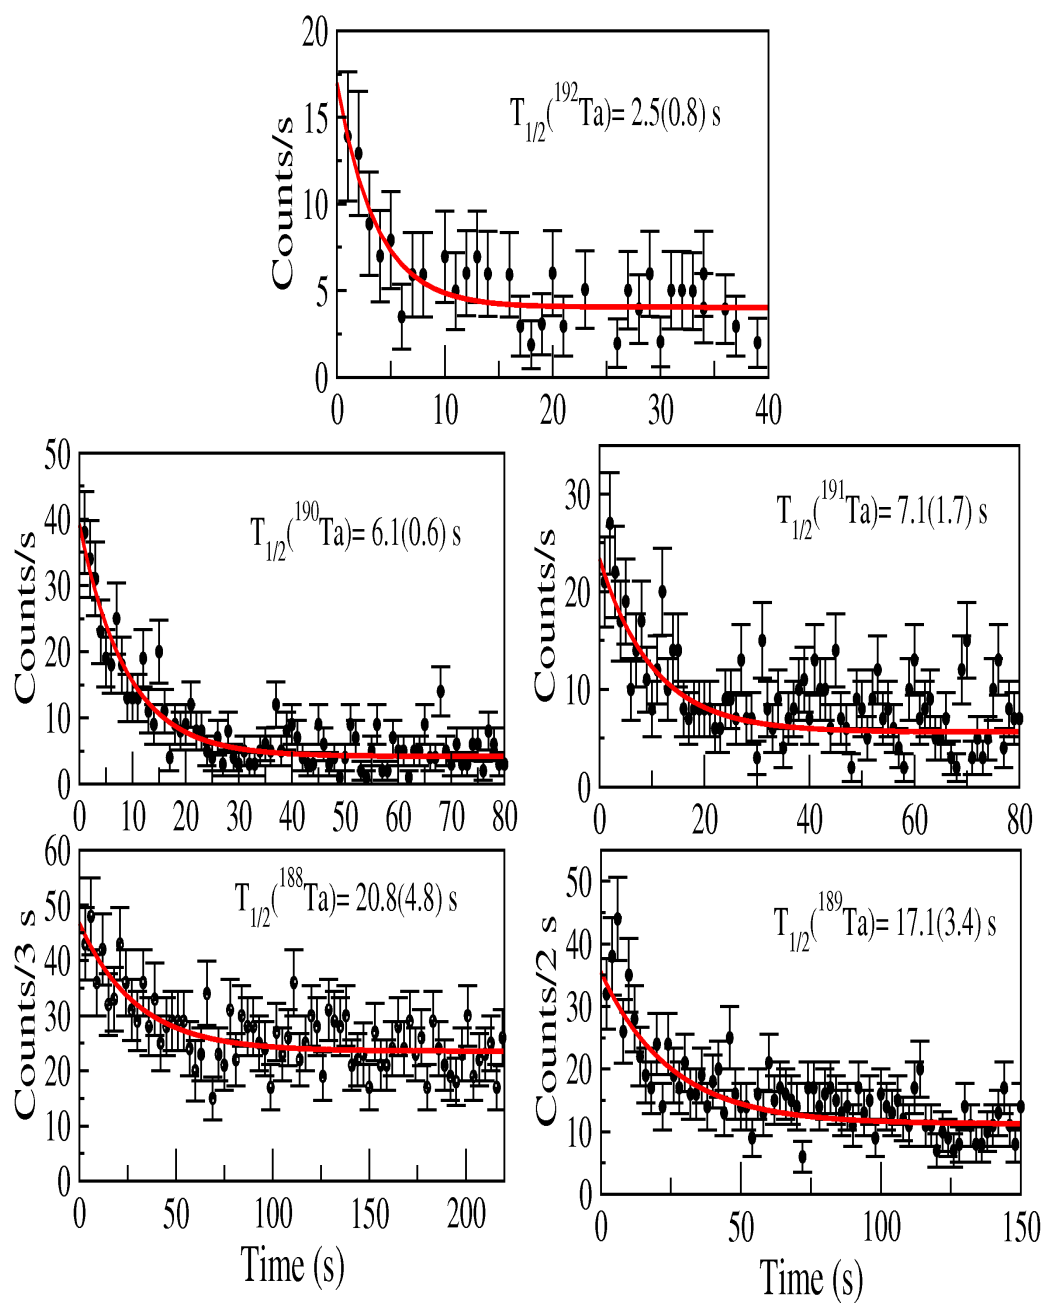 20
15
10
5
0
Counts/s
T1/2(192Ta)= 2.5(0.8) s
0 10 20 30 40
50
40
30
20
10
0
Counts/s
T1/2(190Ta)= 6.1(0.6) s
0 10 20 30 40 50 60 70 80
30
20
10
0
Counts/s
T1/2(191Ta)= 7.1(1.7) s
0 20 40 60 80
60
50
40
30
20
10
0
Counts/3 s
T1/2(188Ta)= 20.8(4.8) s
0 50 100 150 200
Time (s)
50
40
30
20
10
0
Counts/2 s
T1/2(189Ta)= 17.1(3.4) s
0 50 100 150
Time (s)